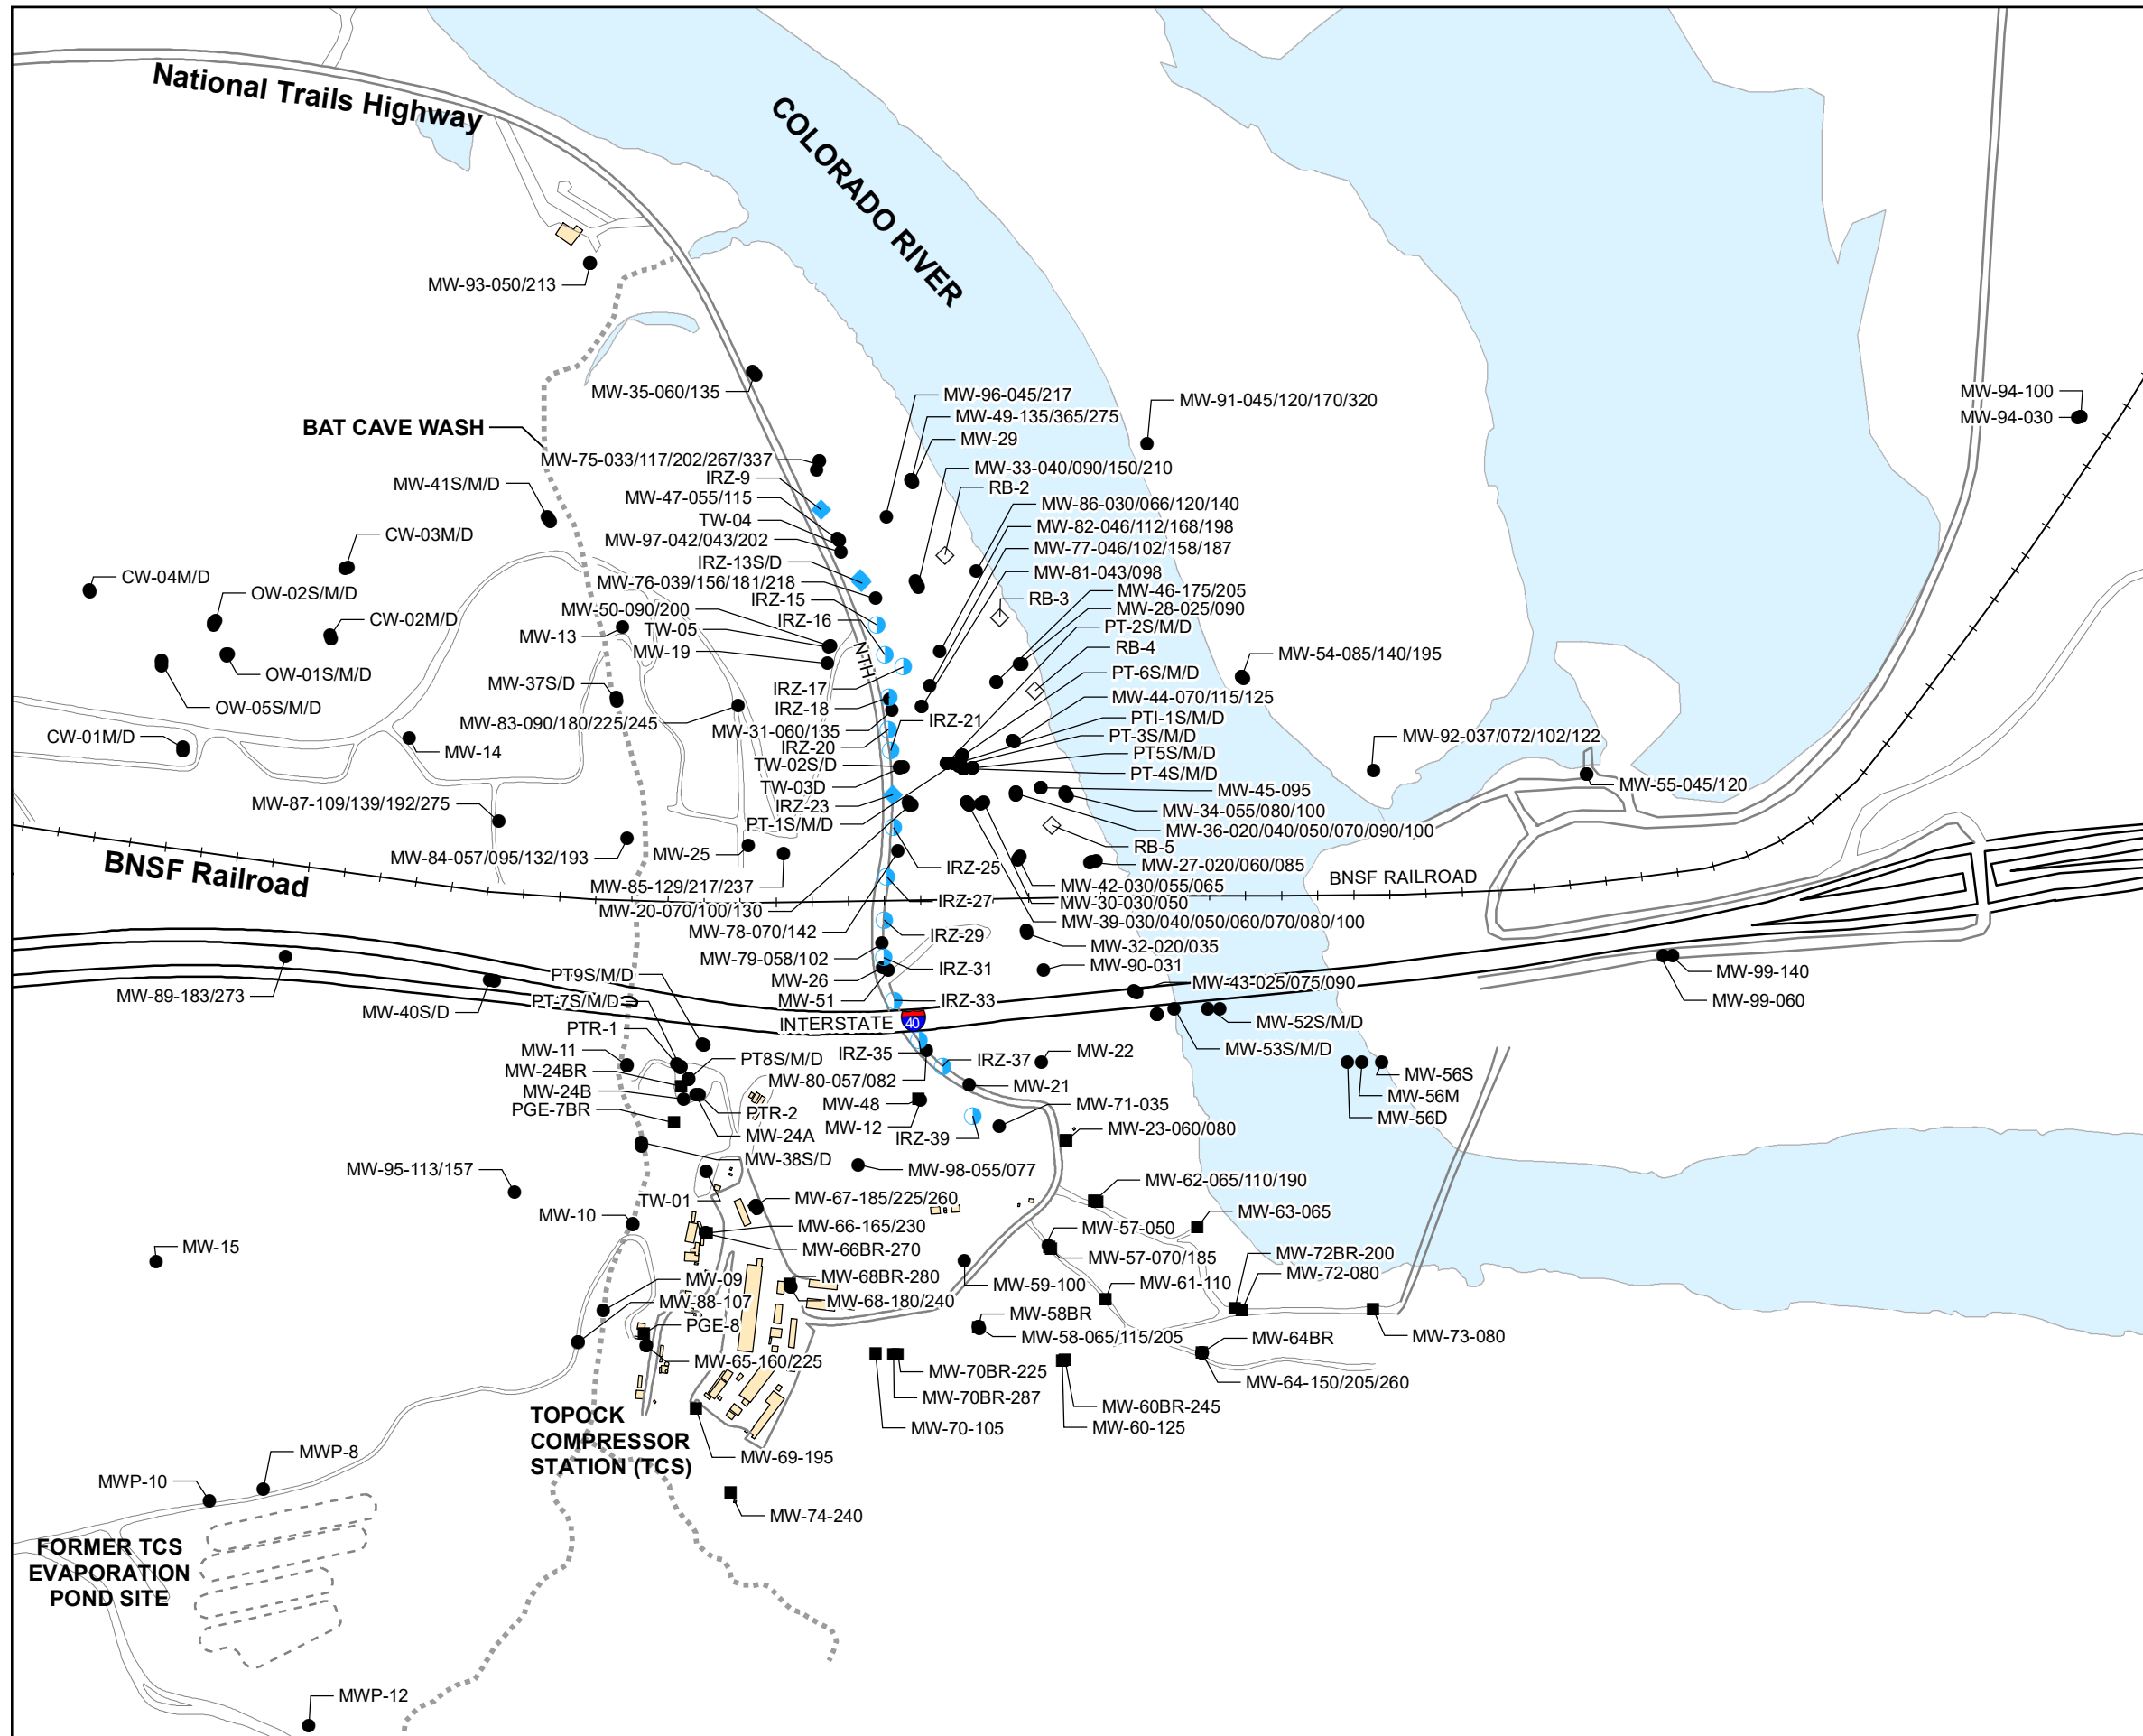 National Trails Highway
COLORADO RIVER
MW-93-050/213
MW-35-060/135
MW-96-045/217
MW-49-135/365/275
MW-29
MW-91-045/120/170/320
MW-94-100
MW-94-030
BAT CAVE WASH
MW-75-033/117/202/267/337
IRZ-9
MW-33-040/090/150/210
MW-41S/M/D
MW-47-055/115
RB-2
MW-86-030/066/120/140
TW-04
MW-82-046/112/168/198
CW-03M/D
MW-97-042/043/202
MW-77-046/102/158/187
IRZ-13S/D
MW-81-043/098
CW-04M/D
MW-76-039/156/181/218
MW-46-175/205
OW-02S/M/D
IRZ-15
RB-3
MW-28-025/090
MW-50-090/200
IRZ-16
PT-2S/M/D
CW-02M/D
MW-13
TW-05
RB-4
MW-19
NTH
MW-54-085/140/195
OW-01S/M/D
PT-6S/M/D
MW-37S/D
IRZ-17
MW-44-070/115/125
OW-05S/M/D
IRZ-18
PTI-1S/M/D
MW-83-090/180/225/245
IRZ-21
MW-31-060/135
PT-3S/M/D
CW-01M/D
MW-14
IRZ-20
PT5S/M/D
MW-92-037/072/102/122
TW-02S/D
PT-4S/M/D
TW-03D
MW-45-095
MW-55-045/120
MW-87-109/139/192/275
IRZ-23
MW-34-055/080/100
PT-1S/M/D
MW-36-020/040/050/070/090/100
RB-5
MW-84-057/095/132/193
MW-25
IRZ-25
MW-27-020/060/085
BNSF Railroad
MW-85-129/217/237
MW-42-030/055/065
BNSF RAILROAD
IRZ-27
MW-30-030/050
MW-20-070/100/130
MW-39-030/040/050/060/070/080/100
MW-78-070/142
IRZ-29
MW-32-020/035
MW-79-058/102
IRZ-31
MW-90-031
PT9S/M/D
MW-26
MW-99-140
MW-89-183/273
PT-7S/M/D
MW-51
IRZ-33
MW-43-025/075/090
MW-99-060
MW-40S/D
INTERSTATE
40
MW-52S/M/D
PTR-1
MW-53S/M/D
MW-11
PT8S/M/D
IRZ-35
IRZ-37
MW-22
MW-24BR
MW-80-057/082
MW-56S
MW-24B
MW-21
MW-56M
PGE-7BR
PTR-2
MW-48
MW-71-035
MW-56D
MW-24A
MW-12
IRZ-39
MW-23-060/080
MW-38S/D
MW-95-113/157
MW-98-055/077
TW-01
MW-67-185/225/260
MW-62-065/110/190
MW-10
MW-66-165/230
MW-63-065
MW-15
MW-66BR-270
MW-57-050
MW-57-070/185
MW-72BR-200
MW-09
MW-68BR-280
MW-59-100
MW-61-110
MW-72-080
MW-88-107
MW-68-180/240
PGE-8
MW-58BR
MW-58-065/115/205
MW-64BR
MW-73-080
MW-65-160/225
MW-70BR-225
MW-64-150/205/260
MW-70BR-287
MW-60BR-245
MW-70-105
MW-60-125
TOPOCK
COMPRESSOR
STATION (TCS)
MW-69-195
MWP-8
MWP-10
MW-74-240
FORMER TCS
EVAPORATION
POND SITE
MWP-12